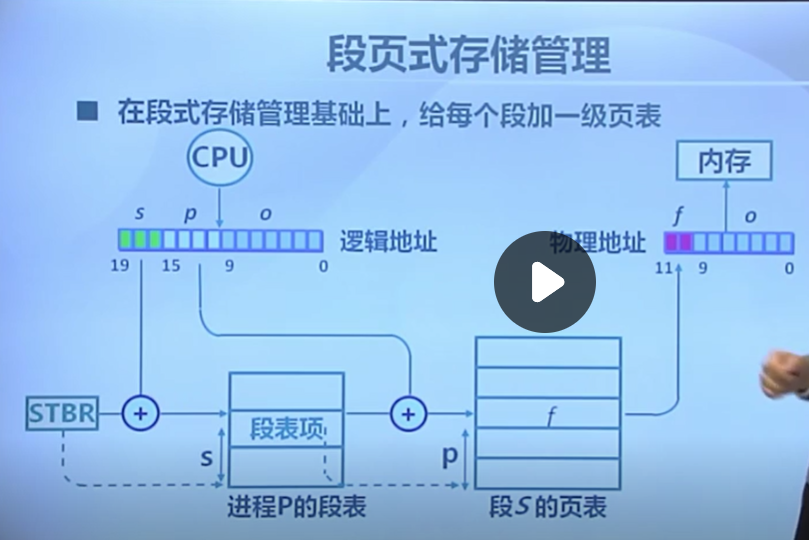 段页式存储管理
■ 在段式存储管理基础上，给每个段加一级页表
CPU
内存
s p o
f o
逻辑地址
物理地址
19 15 9 0
11 9 0
STBR
+
段表项
+
f
s
p
进程P的段表
段S的页表